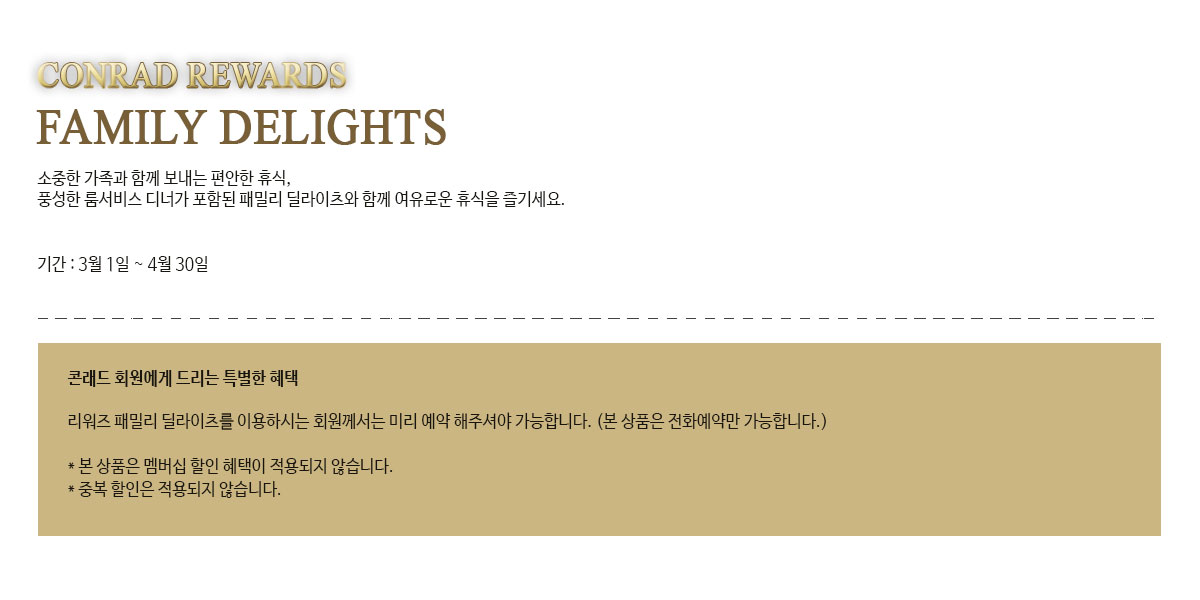 CONRAD REWARDS
FAMILY DELIGHTS
소중한 가족과 함께 보내는 편안한 휴식,
풍성한 룸서비스 디너가 포함된 패밀리 딜라이츠와 함께 여유로운 휴식을 즐기세요.
기간 : 3월 1일 ~ 4월 30일
콘래드 회원에게 드리는 특별한 혜택
리워즈 패밀리 딜라이츠를 이용하시는 회원께서는 미리 예약 해주셔야 가능합니다. (본 상품은 전화예약만 가능합니다.)
* 본 상품은 멤버십 할인 혜택이 적용되지 않습니다.
* 중복 할인은 적용되지 않습니다.